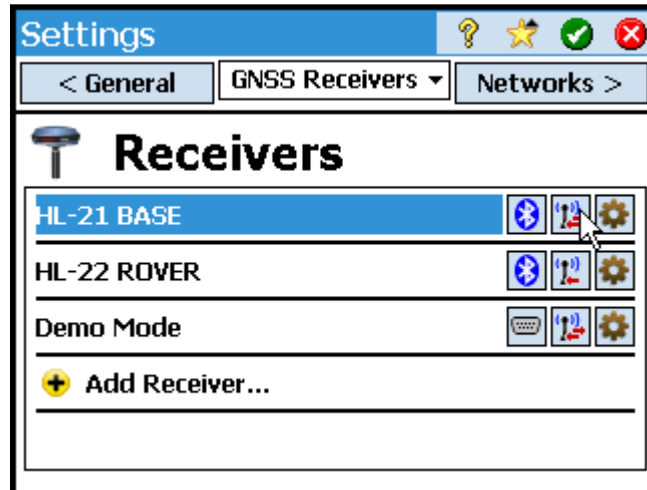 Settings
< General GNSS Receivers Networks >
Receivers
HL-21 BASE
HL-22 ROVER
Demo Mode
Add Receiver...